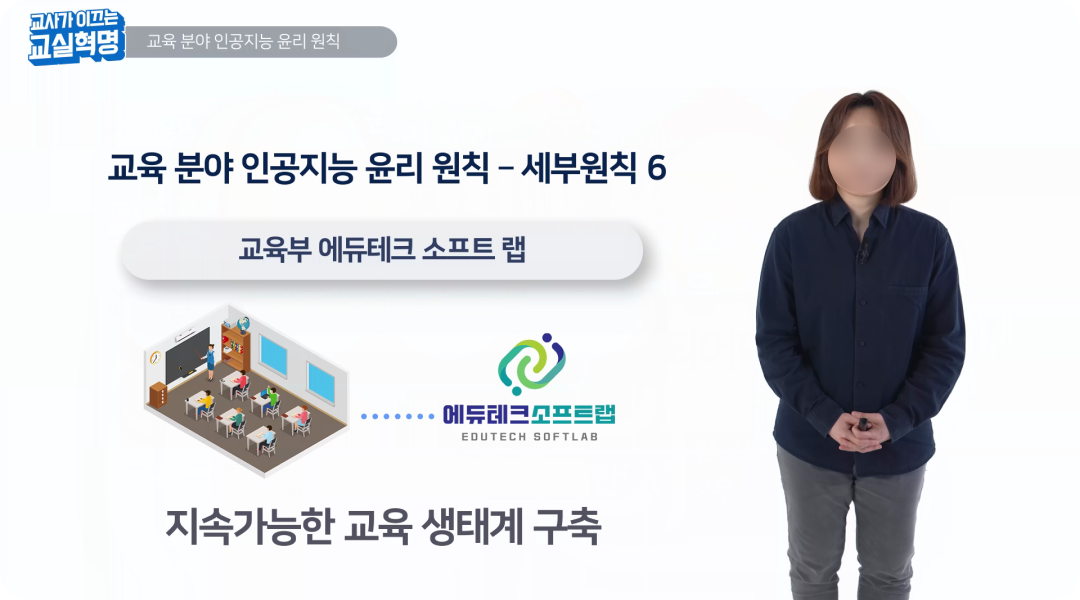 교사가 이끄는
교실혁명
교육 분야 인공지능 윤리 원칙
교육 분야 인공지능 윤리 원칙 – 세부원칙 6
교육부 에듀테크 소프트 랩
에듀테크소프트랩
EDUTECH SOFTLAB
지속가능한 교육 생태계 구축